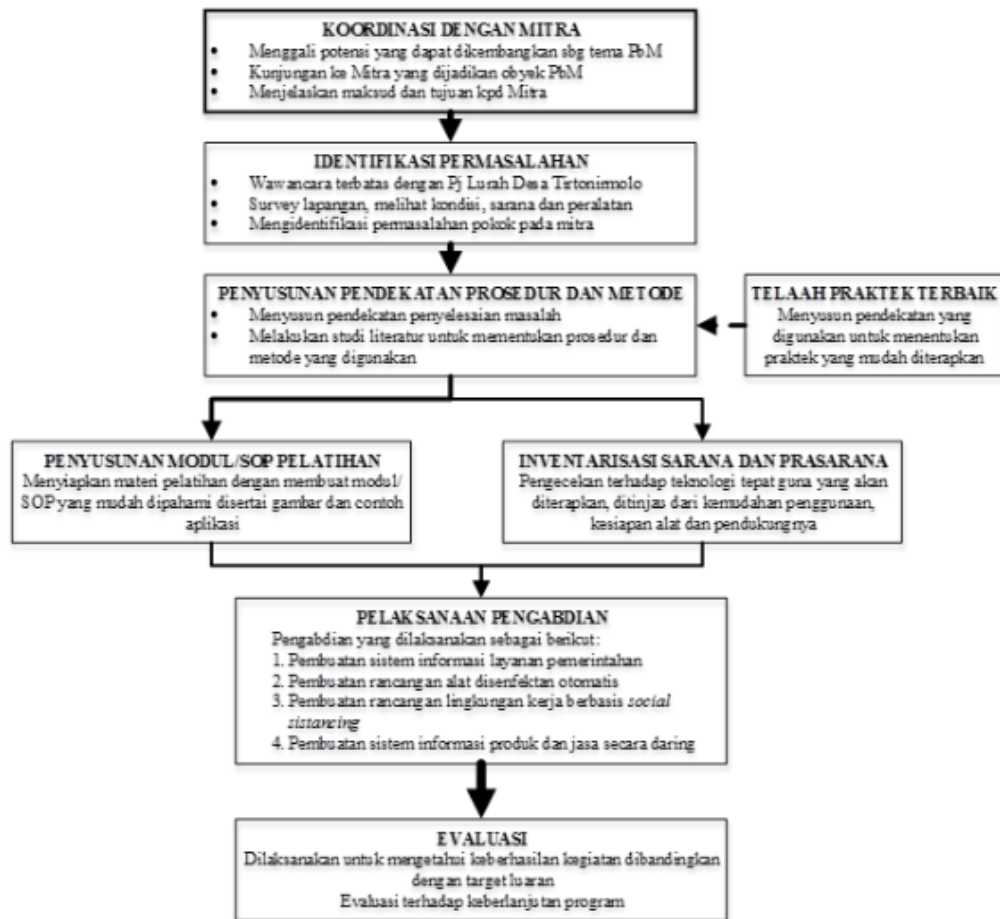 KOORDINASI DENGAN MITRA
• Menggali potensi yang dapat dikembangkan sbg tema PbM
• Kunjungan ke Mitra yang dijadikan obyek PbM
• Menjelaskan maksud dan tujuan kpd Mitra
IDENTIFIKASI PERMASALAHAN
• Wawancara terbatas dengan Pj Lurah Desa Tirtonirmolo
• Survey lapangan, melihat kondisi, sarana dan peralatan
• Mengidentifikasi permasalahan pokok pada mitra
PENYUSUNAN PENDEKATAN PROSEDUR DAN METODE
• Menyusun pendekatan penyelesaian masalah
• Melakukan studi literatur untuk mementukan prosedur dan
metode yang digunakan
TELAAH PRAKTEK TERBAIK
Menyusun pendekatan yang
digunakan untuk menentukan
praktek yang mudah diterapkan
PENYUSUNAN MODUL/SOP PELATIHAN
Menyiapkan materi pelatihan dengan membuat modul/
SOP yang mudah dipahami disertai gambar dan contoh
aplikasi
INVENTARISASI SARANA DAN PRASARANA
Pengecekan terhadap teknologi tepat guna yang akan
diterapkan, ditinjau dari kemudahan penggunaan,
kesiapan alat dan pendukungnya
PELAKSANAAN PENGABDIAN
Pengabdian yang dilaksanakan sebagai berikut:
1. Pembuatan sistem informasi layanan pemerintahan
2. Pembuatan rancangan alat disenfektan otomatis
3. Pembuatan rancangan lingkungan kerja berbasis social
sistancing
4. Pembuatan sistem informasi produk dan jasa secara daring
EVALUASI
Dilaksanakan untuk mengetahui keberhasilan kegiatan dibandingkan
dengan target luaran
Evaluasi terhadap keberlanjutan program